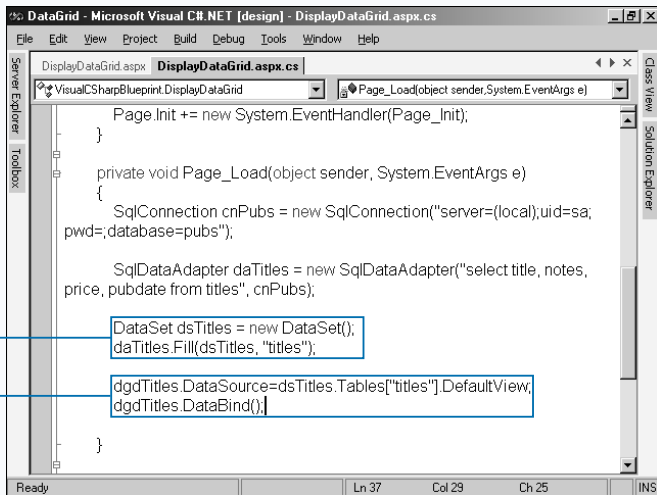 DataGrid - Microsoft Visual C#.NET [design] - DisplayDataGrid.aspx.cs
File Edit View Project Build Debug Tools Window Help
DisplayDataGrid.aspx DisplayDataGrid.aspx.cs
VisualCSharpBlueprint.DisplayDataGrid Page_Load(object sender,System.EventArgs e)
Server Explorer
Toolbox
Class View
Solution Explorer
Page.Init += new System.EventHandler(Page_Init);
}
private void Page_Load(object sender, System.EventArgs e)
{
SqlConnection cnPubs = new SqlConnection("server=(local);uid=sa;
pwd=;database=pubs");
SqlDataAdapter daTitles = new SqlDataAdapter("select title, notes,
price, pubdate from titles", cnPubs);
DataSet dsTitles = new DataSet();
daTitles.Fill(dsTitles, "titles");
dgdTitles.DataSource=dsTitles.Tables["titles"].DefaultView;
dgdTitles.DataBind();
}
Ready Ln 37 Col 29 Ch 25 INS